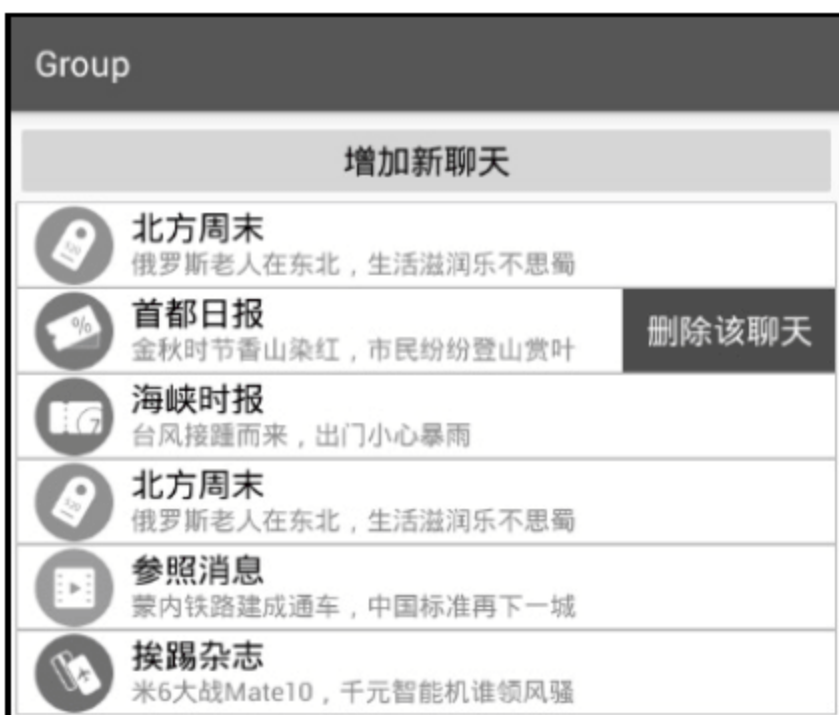 Group
增加新聊天
北方周末
俄罗斯老人在东北，生活滋润乐不思蜀
首都日报
金秋时节香山染红，市民纷纷登山赏叶
删除该聊天
海峡时报
台风接踵而来，出门小心暴雨
北方周末
俄罗斯老人在东北，生活滋润乐不思蜀
参照消息
蒙内铁路建成通车，中国标准再下一城
挨踢杂志
米6大战Mate10，千元智能机谁领风骚